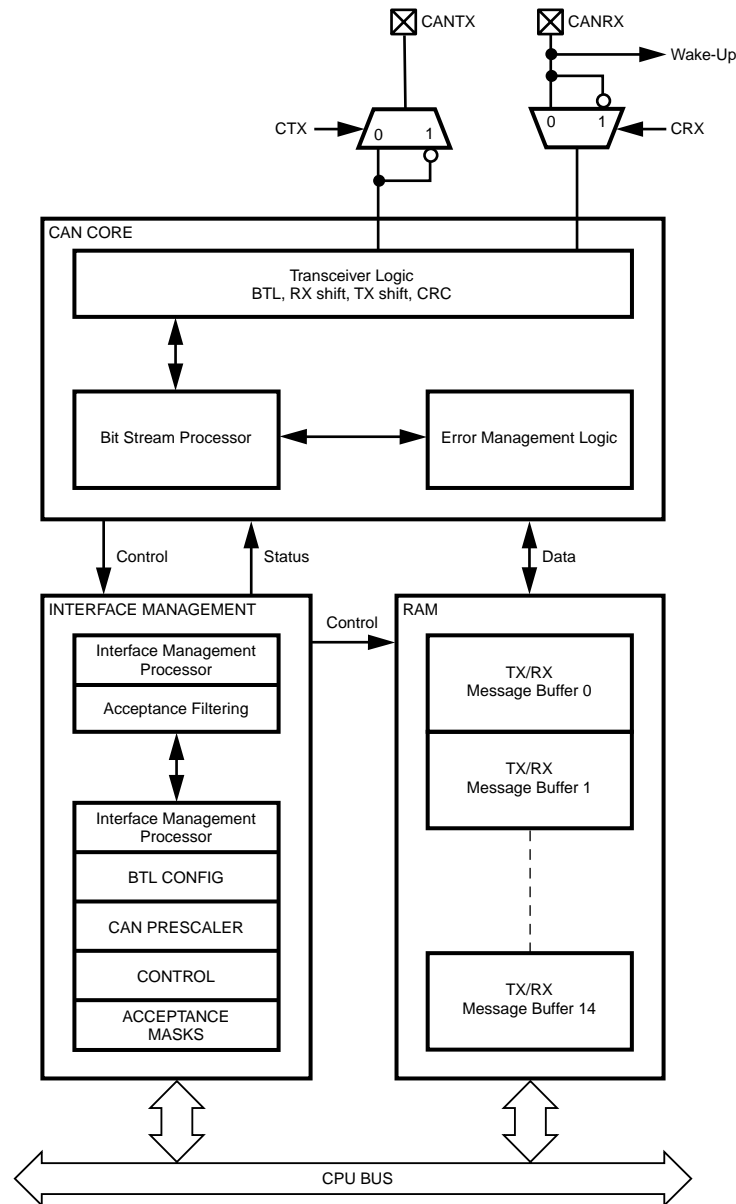 CANTX
CANRX
Wake-Up
CTX
0
1
0
1
CRX
CAN CORE
Transceiver Logic
BTL, RX shift, TX shift, CRC
Bit Stream Processor
Error Management Logic
Control
Status
Data
INTERFACE MANAGEMENT
Control
RAM
Interface Management
Processor
Acceptance Filtering
TX/RX
Message Buffer 0
TX/RX
Message Buffer 1
Interface Management
Processor
BTL CONFIG
CAN PRESCALER
CONTROL
ACCEPTANCE
MASKS
TX/RX
Message Buffer 14
CPU BUS